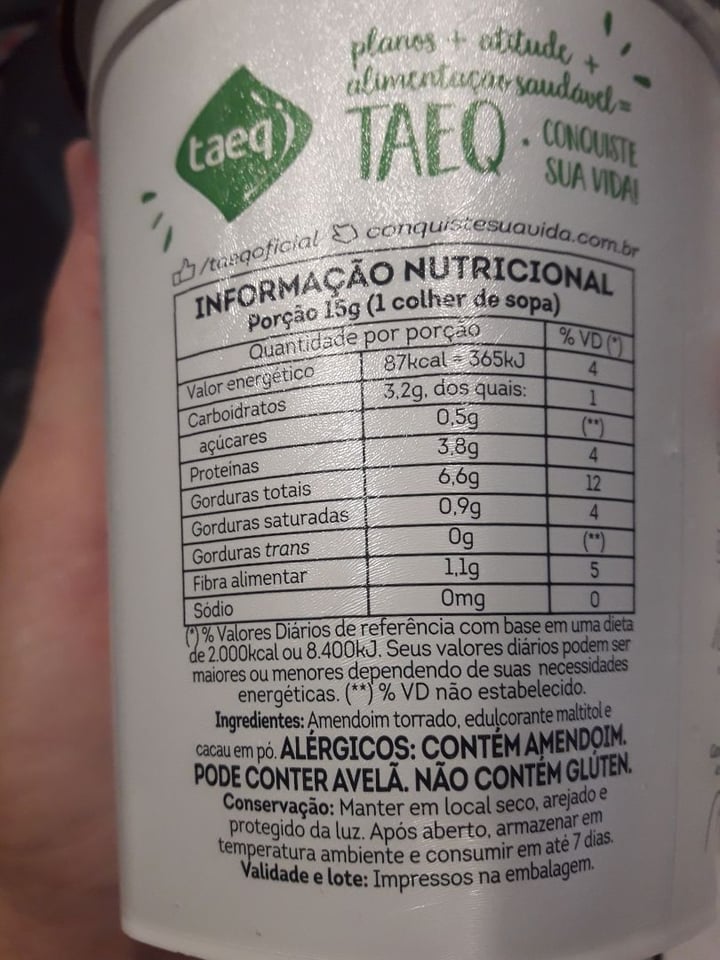 planos + atitude +
alimentação saudável =
taeq
TAEQ • CONQUISTE
SUA VIDA!
/taeqoficial conquistesuavida.com.br
INFORMAÇÃO NUTRICIONAL
Porção 15g (1 colher de sopa)
Quantidade por porção % VD (*)
Valor energético 87kcal = 365kJ 4
Carboidratos 3,2g, dos quais: 1
açúcares 0,5g (**)
Proteínas 3,8g 4
Gorduras totais 6,6g 12
Gorduras saturadas 0,9g 4
Gorduras trans 0g (**)
Fibra alimentar 1,1g 5
Sódio 0mg 0
(*) % Valores Diários de referência com base em uma dieta
de 2.000kcal ou 8.400kJ. Seus valores diários podem ser
maiores ou menores dependendo de suas necessidades
energéticas. (**) % VD não estabelecido.
Ingredientes: Amendoim torrado, edulcorante maltitol e
cacau em pó. ALÉRGICOS: CONTÉM AMENDOIM.
PODE CONTER AVELÃ. NÃO CONTÉM GLÚTEN.
Conservação: Manter em local seco, arejado e
protegido da luz. Após aberto, armazenar em
temperatura ambiente e consumir em até 7 dias.
Validade e lote: Impressos na embalagem.